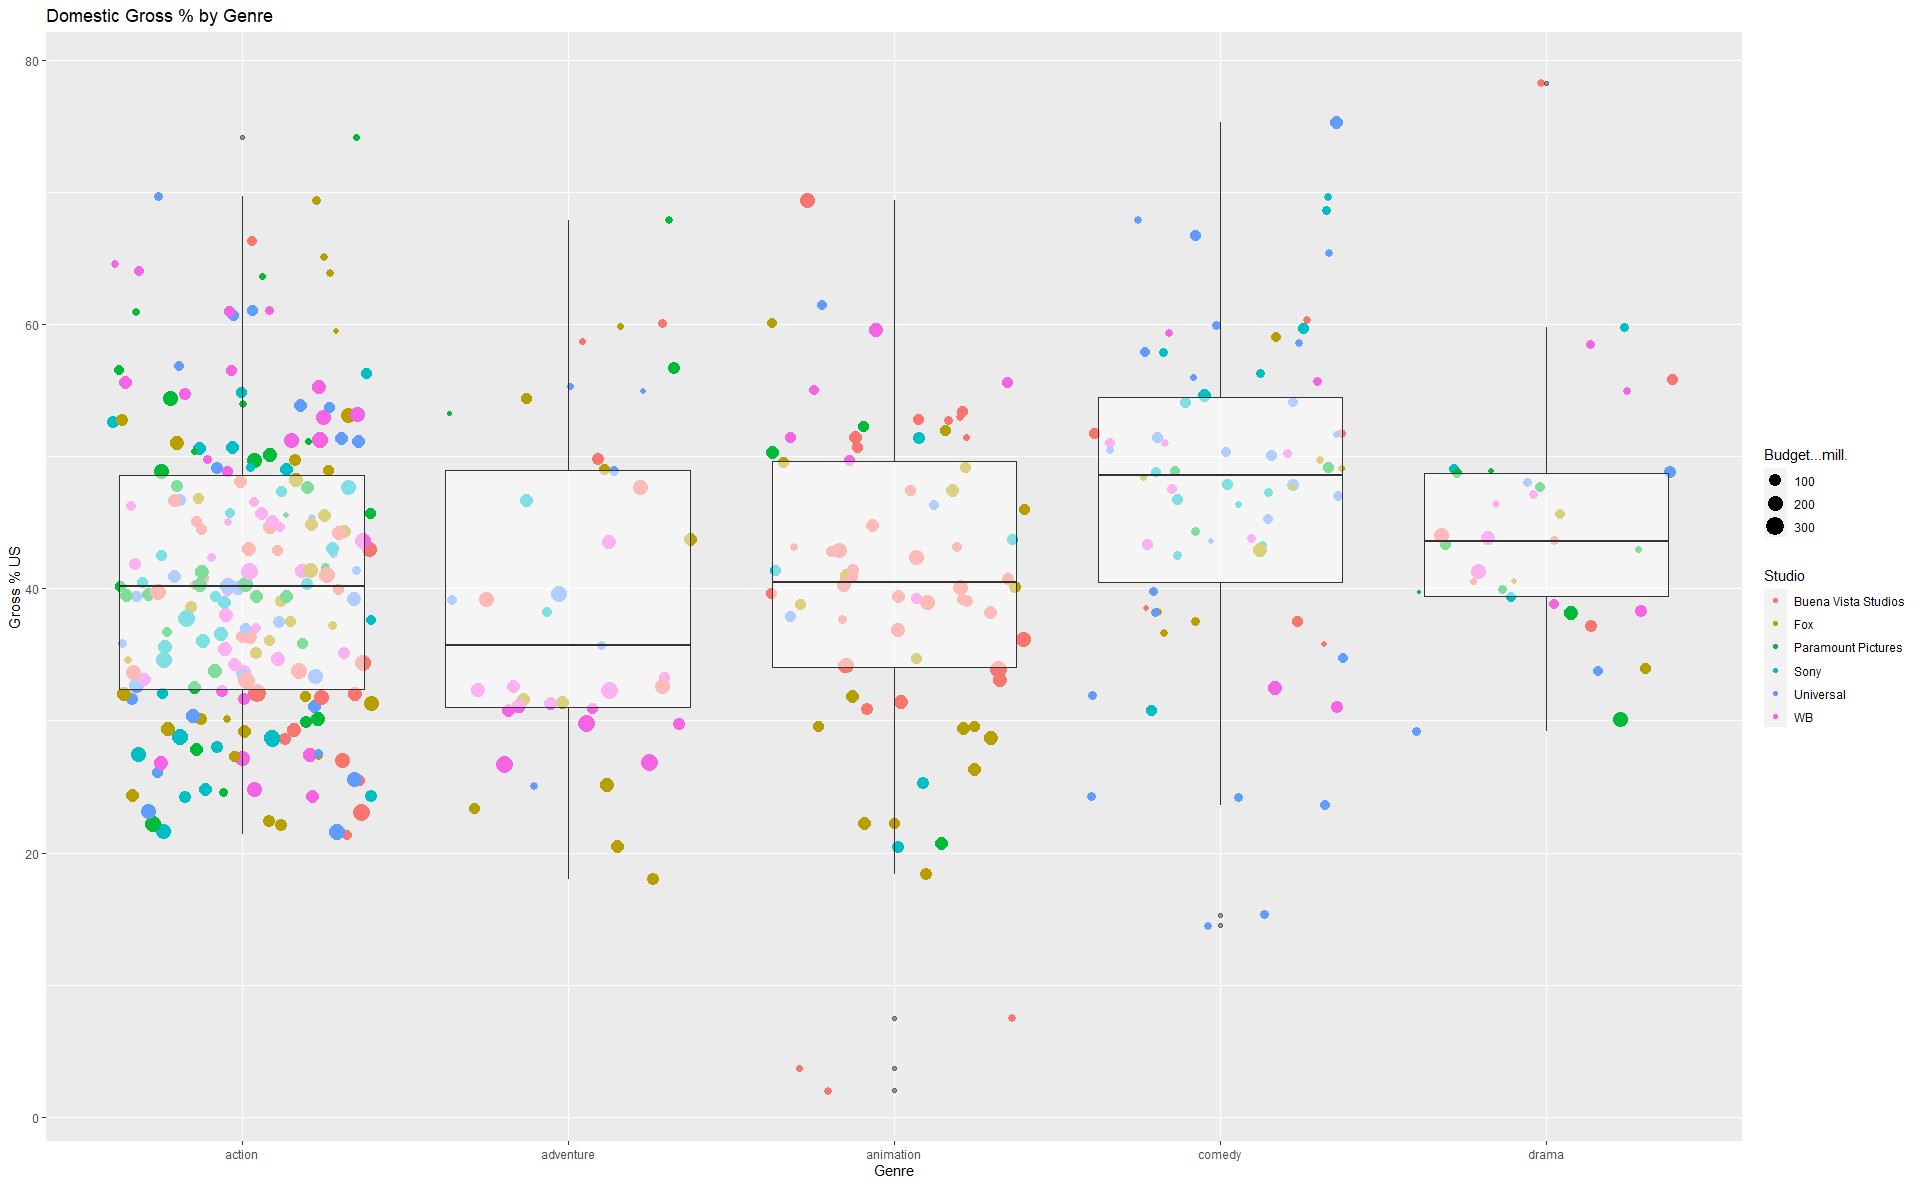 Domestic Gross % by Genre
80
60
40
20
0
Gross % US
action
adventure
animation
comedy
drama
Genre
Budget...mill.
100
200
300
Studio
Buena Vista Studios
Fox
Paramount Pictures
Sony
Universal
WB